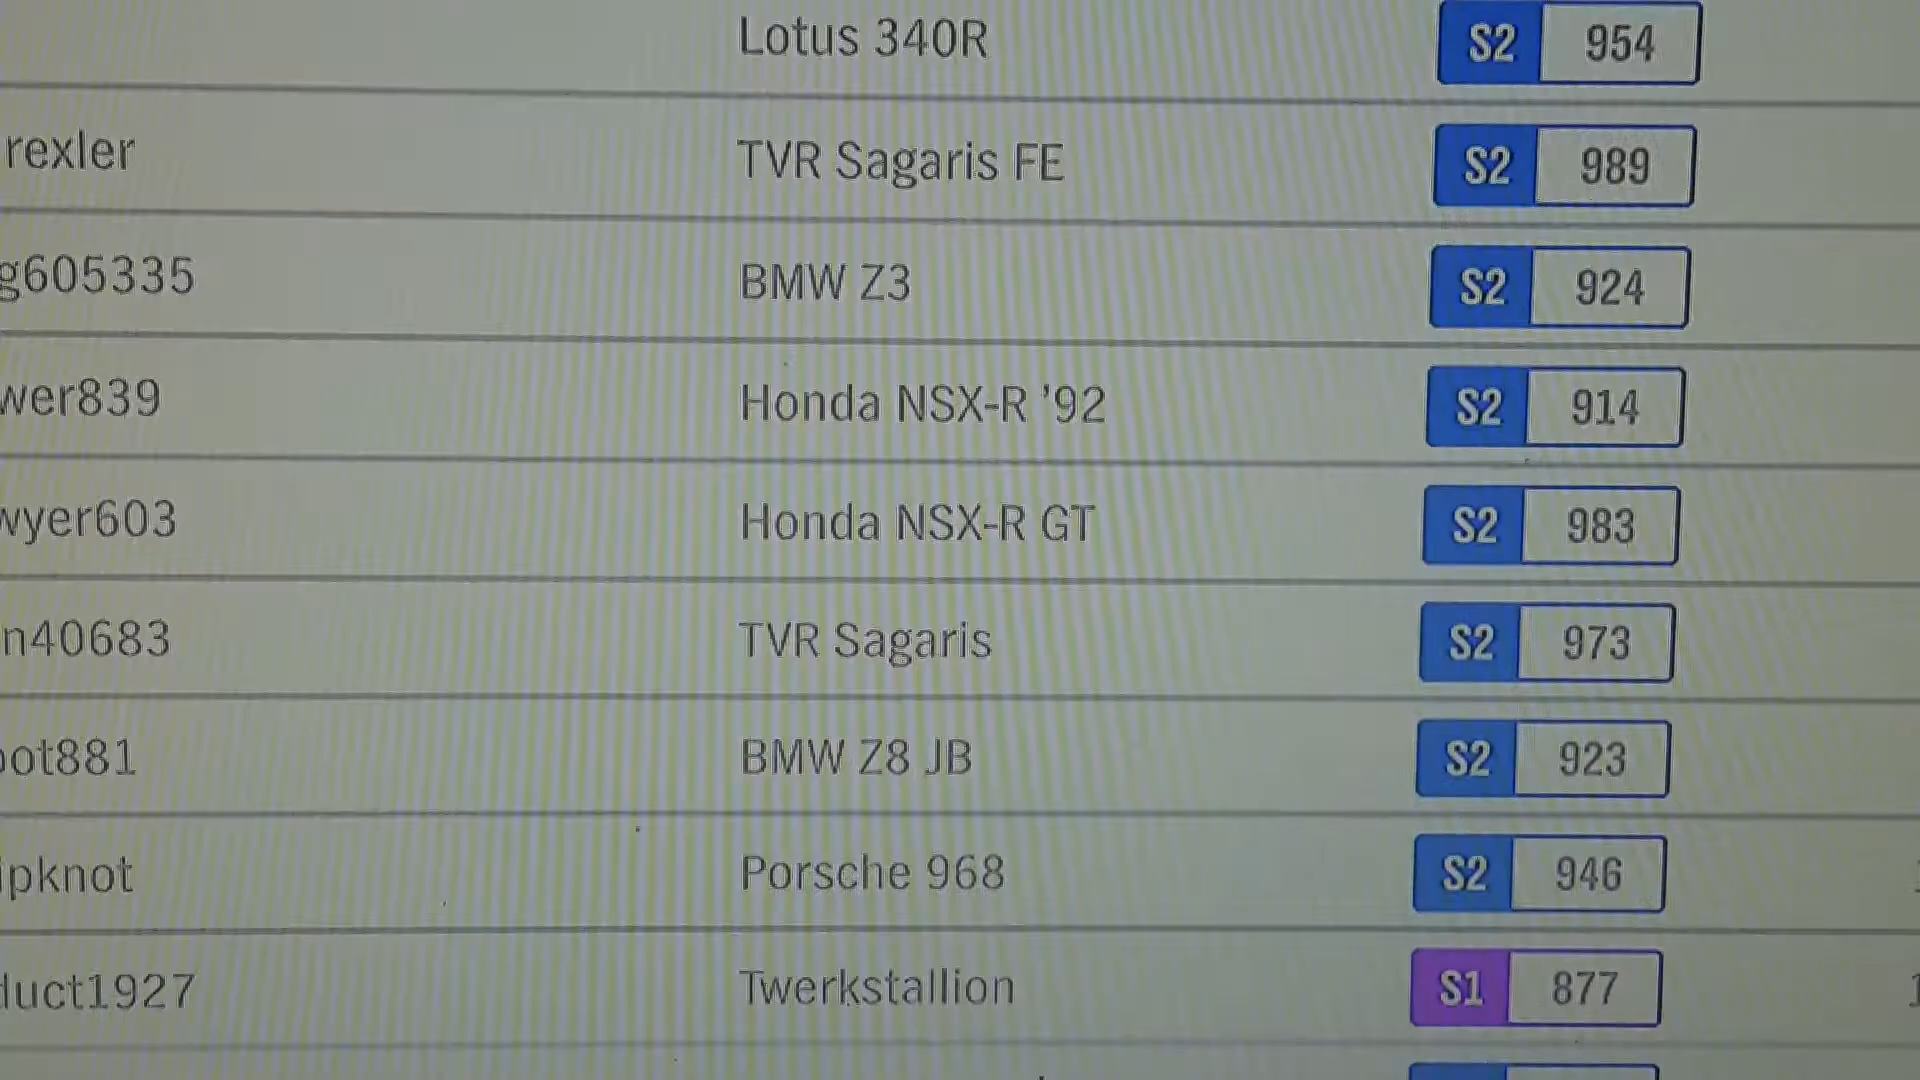 Lotus 340R S2 954
rexler TVR Sagaris FE S2 989
g605335 BMW Z3 S2 924
wer839 Honda NSX-R '92 S2 914
wyer603 Honda NSX-R GT S2 983
n40683 TVR Sagaris S2 973
oot881 BMW Z8 JB S2 923
ipknot Porsche 968 S2 946
duct1927 Twerkstallion S1 877